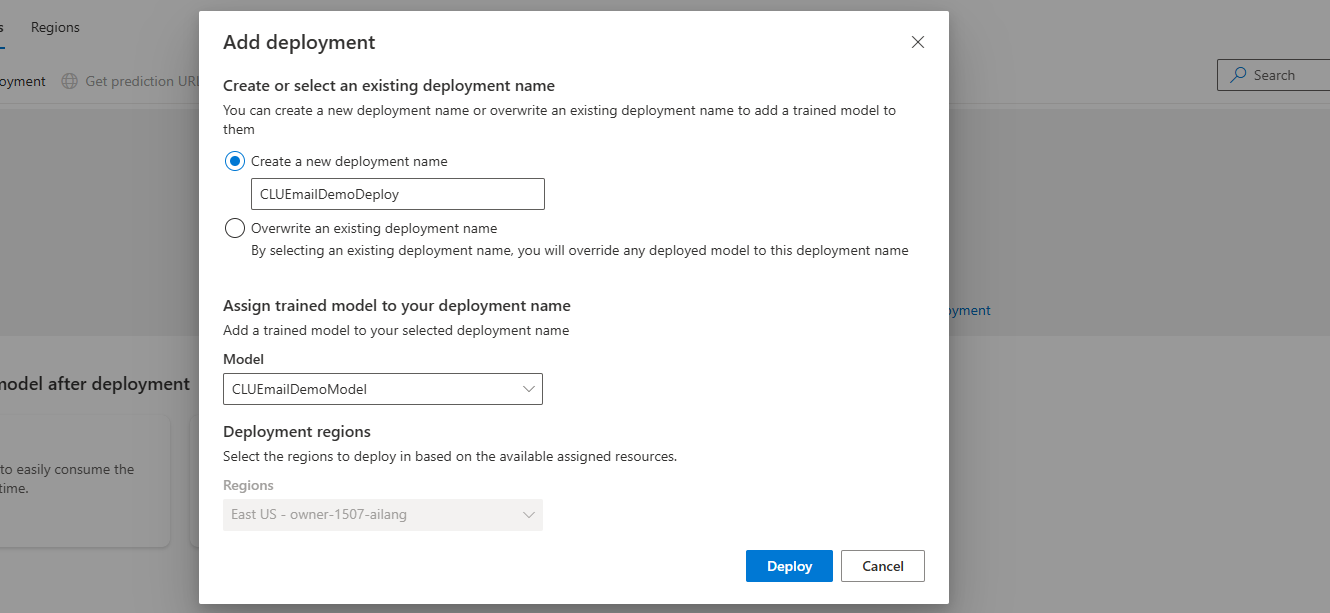 Regions
Get prediction
Search
Add deployment
Create or select an existing deployment name
You can create a new deployment name or overwrite an existing deployment name to add a trained model to
them
Create a new deployment name
CLUEmailDemoDeploy
Overwrite an existing deployment name
By selecting an existing deployment name, you will override any deployed model to this deployment name
Assign trained model to your deployment name
Add a trained model to your selected deployment name
Model
CLUEmailDemoModel
model after deployment
Deployment regions
Select the regions to deploy in based on the available assigned resources.
to easily consume the
time.
Regions
East US - owner-1507-ailang
Deploy
Cancel